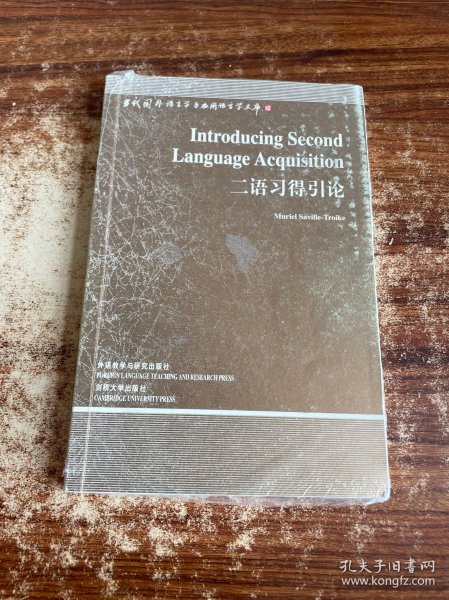 当代国外语言学与应用语言学文库
Introducing Second
Language Acquisition
二语习得引论
Muriel Saville-Troike
外语教学与研究出版社
FOREIGN LANGUAGE TEACHING AND RESEARCH PRESS
剑桥大学出版社
CAMBRIDGE UNIVERSITY PRESS
孔夫子旧书网
www.kongfz.com